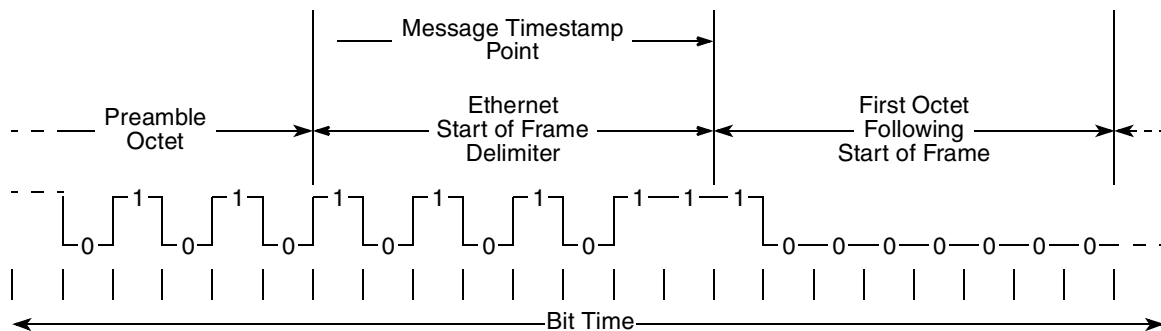 Message Timestamp
Point
Preamble
Octet
Ethernet
Start of Frame
Delimiter
First Octet
Following
Start of Frame
1 1 1 1 1 1 1 1
0 0 0 0 0 0 0 0 0 0 0 0 0
Bit Time